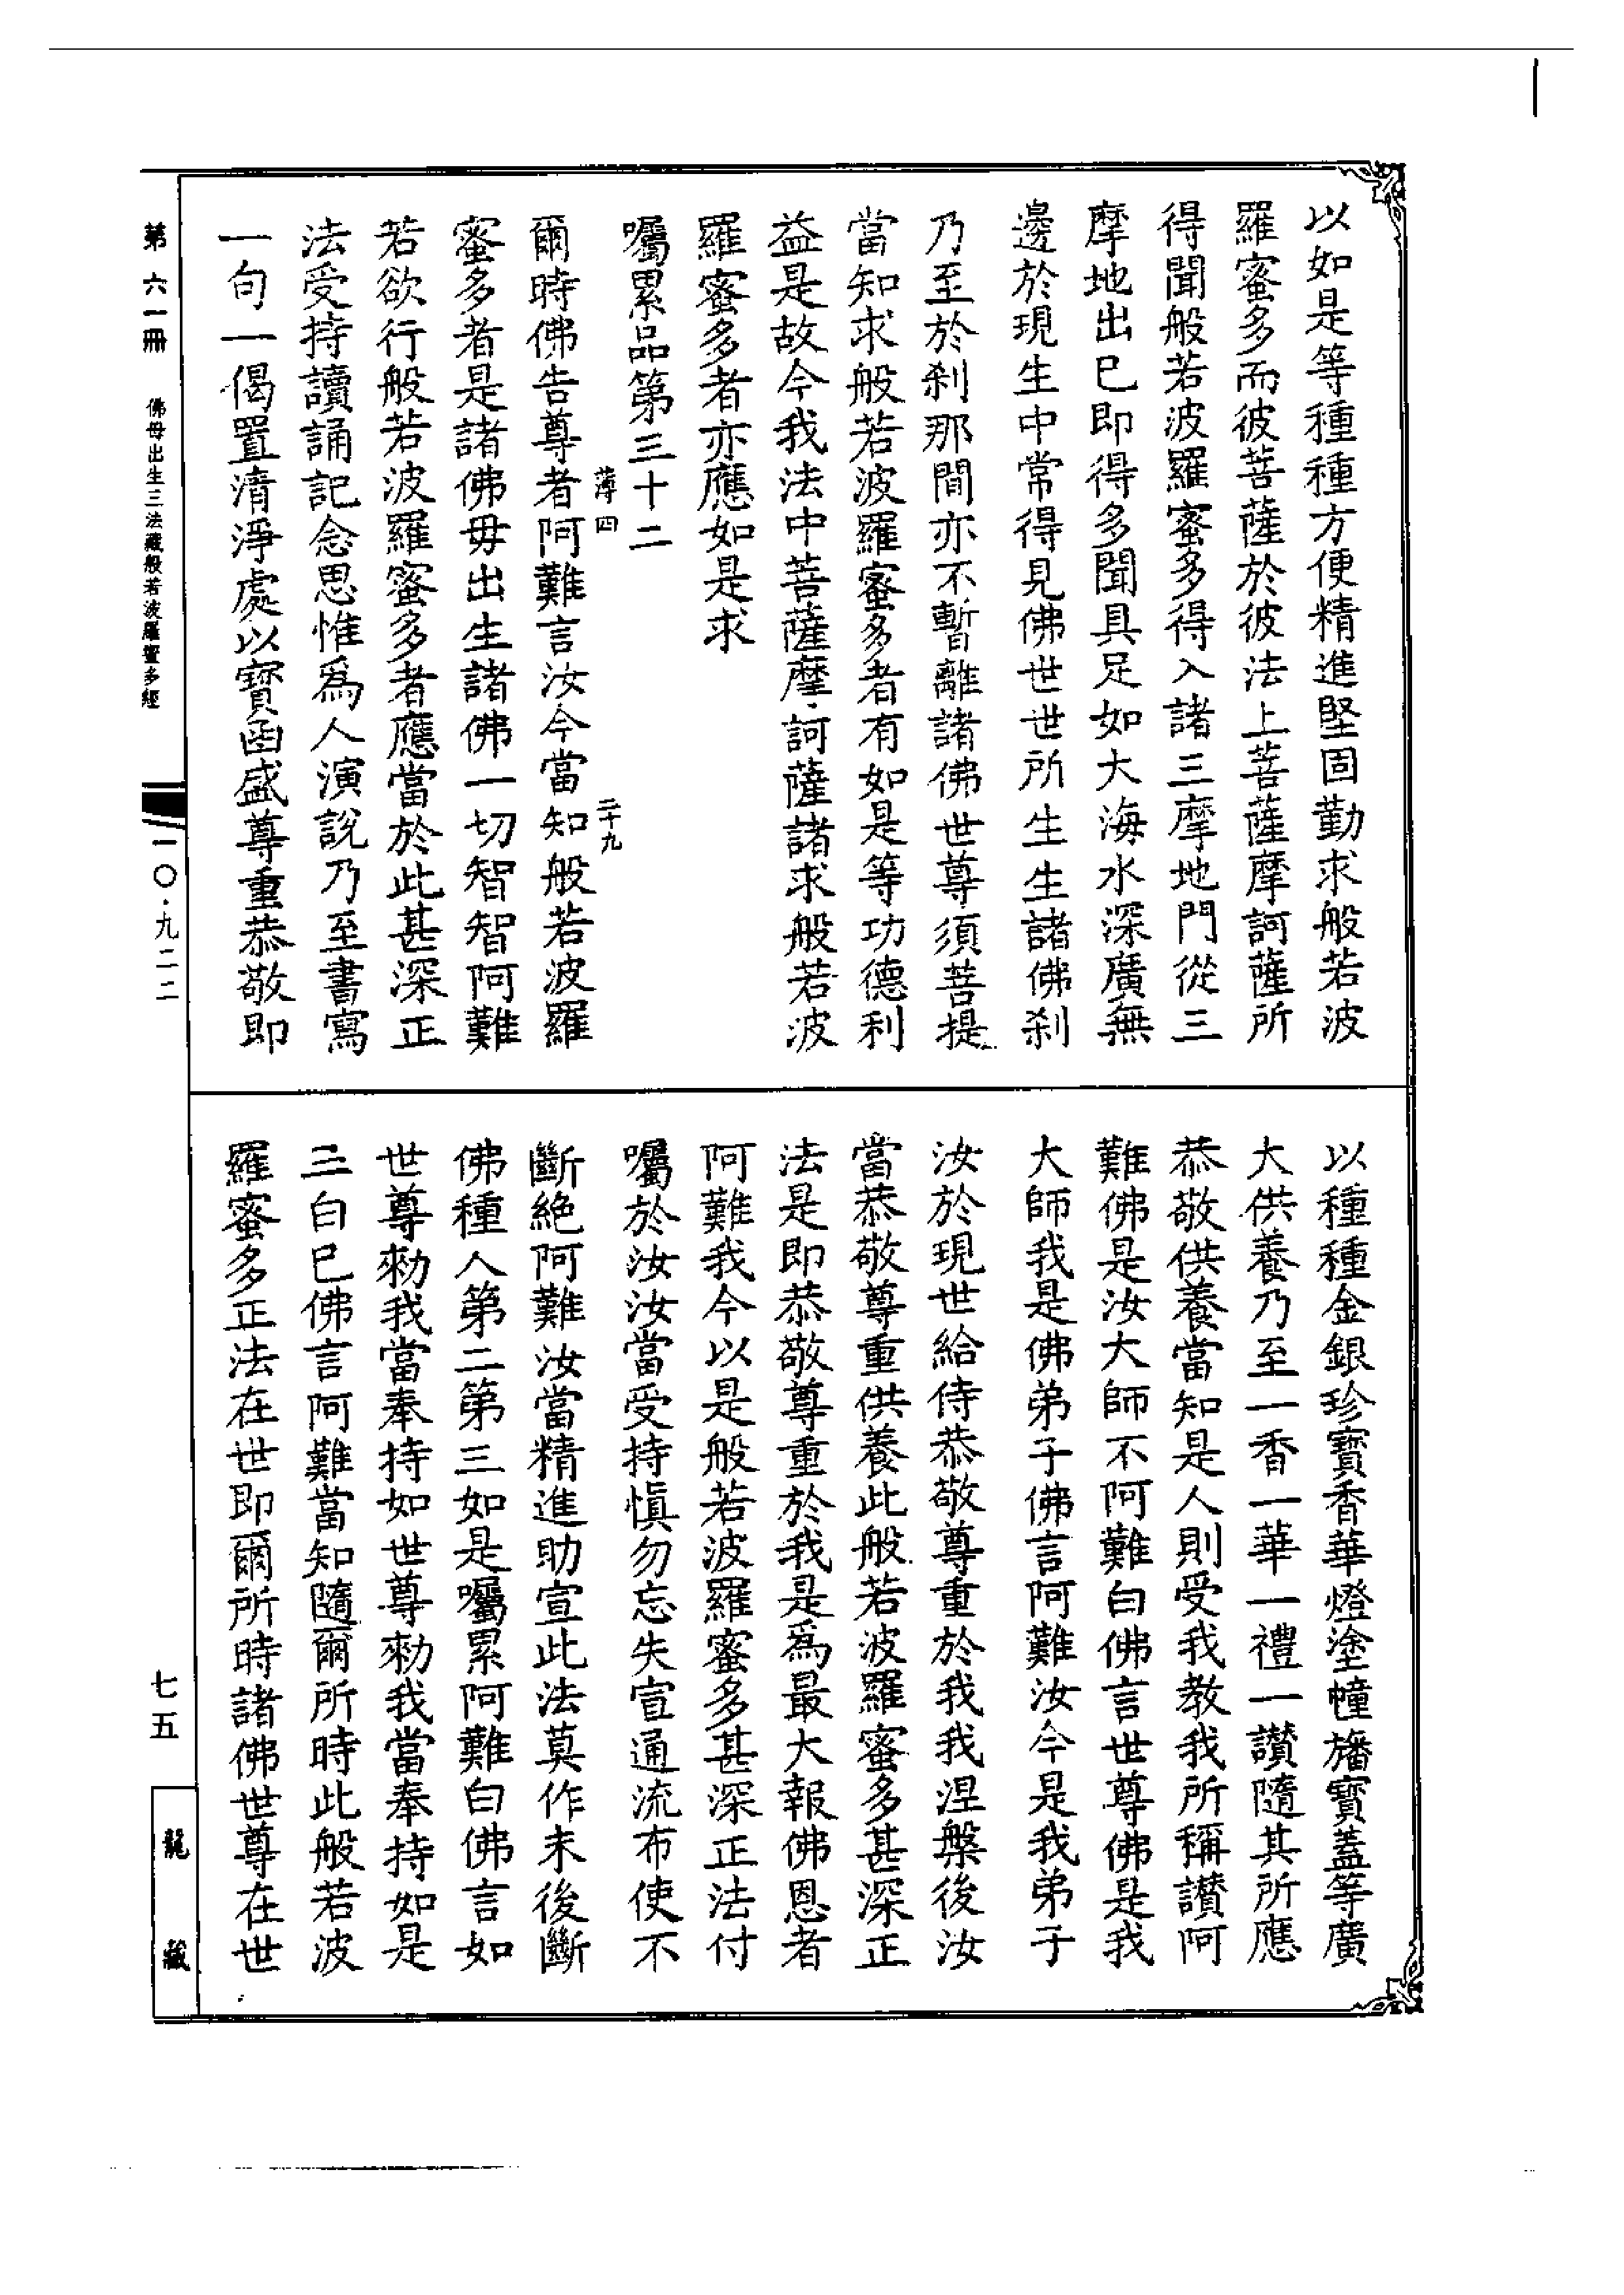 以如是等種種方便精進堅固勤求般若波
羅蜜多而彼菩薩於彼法上菩薩摩訶薩所
得聞般若波羅蜜多得入諸三摩地門從三
摩地出已即得多聞具足如大海水深廣無
邊於現生中常得見佛世世所生生諸佛刹
乃至於刹那間亦不暫離諸佛世尊須菩提
當知求般若波羅蜜多者有如是等功德利
益是故今我法中菩薩摩訶薩諸求般若波
羅蜜多者亦應如是求
囑累品第三十二
薄四 二十九
爾時佛告尊者阿難言汝今當知般若波羅
蜜多者是諸佛毋出生諸佛一切智智阿難
若欲行般若波羅蜜多者應當於此甚深正
法受持讀誦記念思惟爲人演說乃至書寫
一句一偈置清淨處以寶函盛尊重恭敬即
以種種金銀珍寶香華燈塗幢旛寶蓋等廣
大供養乃至一香一華一禮一讃隨其所應
恭敬供養當知是人則受我教我所稱讃阿
難佛是汝大師不阿難白佛言世尊佛是我
大師我是佛弟子佛言阿難汝今是我弟子
汝於現世給侍恭敬尊重於我我涅槃後汝
當恭敬尊重供養此般若波羅蜜多甚深正
法是即恭敬尊重於我是爲最大報佛恩者
阿難我今以是般若波羅蜜多甚深正法付
囑於汝汝當受持愼勿忘失宣通流布使不
斷絶阿難汝當精進助宣此法莫作末後斷
佛種人第二第三如是囑累阿難白佛言如
世尊勑我當奉持如世尊勑我當奉持如是
三白已佛言阿難當知隨爾所時此般若波
羅蜜多正法在世即爾所時諸佛世尊在世
第六一冊 佛母出生三法藏般若波羅蜜多經
一〇·九二二
七五
龍藏